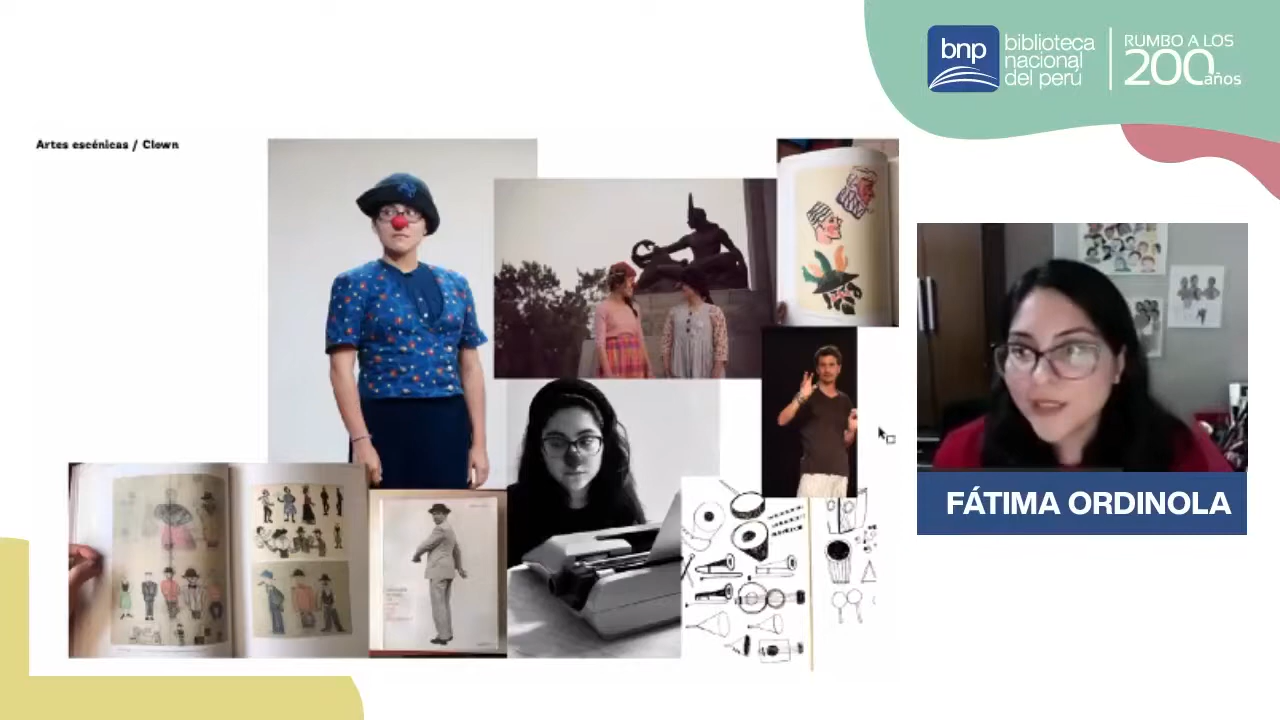 bnp
biblioteca
nacional
del perú
RUMBO A LOS
200
años
Artes escénicas / Clown
FÁTIMA ORDINOLA